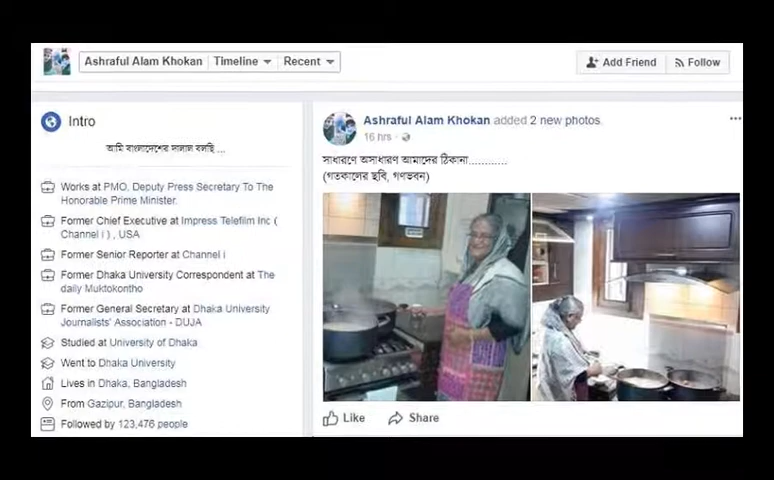 Ashraful Alam Khokan Timeline Recent Add Friend Follow
Intro
আমি বাংলাদেশের দালাল বলছি ...
Works at PMO, Deputy Press Secretary To The
Honorable Prime Minister.
Former Chief Executive at Impress Telefilm Inc (
Channel i ) , USA
Former Senior Reporter at Channel i
Former Dhaka University Correspondent at The
daily Muktokontho
Former General Secretary at Dhaka University
Journalists' Association - DUJA
Studied at University of Dhaka
Went to Dhaka University
Lives in Dhaka, Bangladesh
From Gazipur, Bangladesh
Followed by 123,476 people
Ashraful Alam Khokan added 2 new photos.
16 hrs ·
সাধারণে অসাধারণ আমাদের ঠিকানা............
(গতকালের ছবি, গণভবন)
Like Share